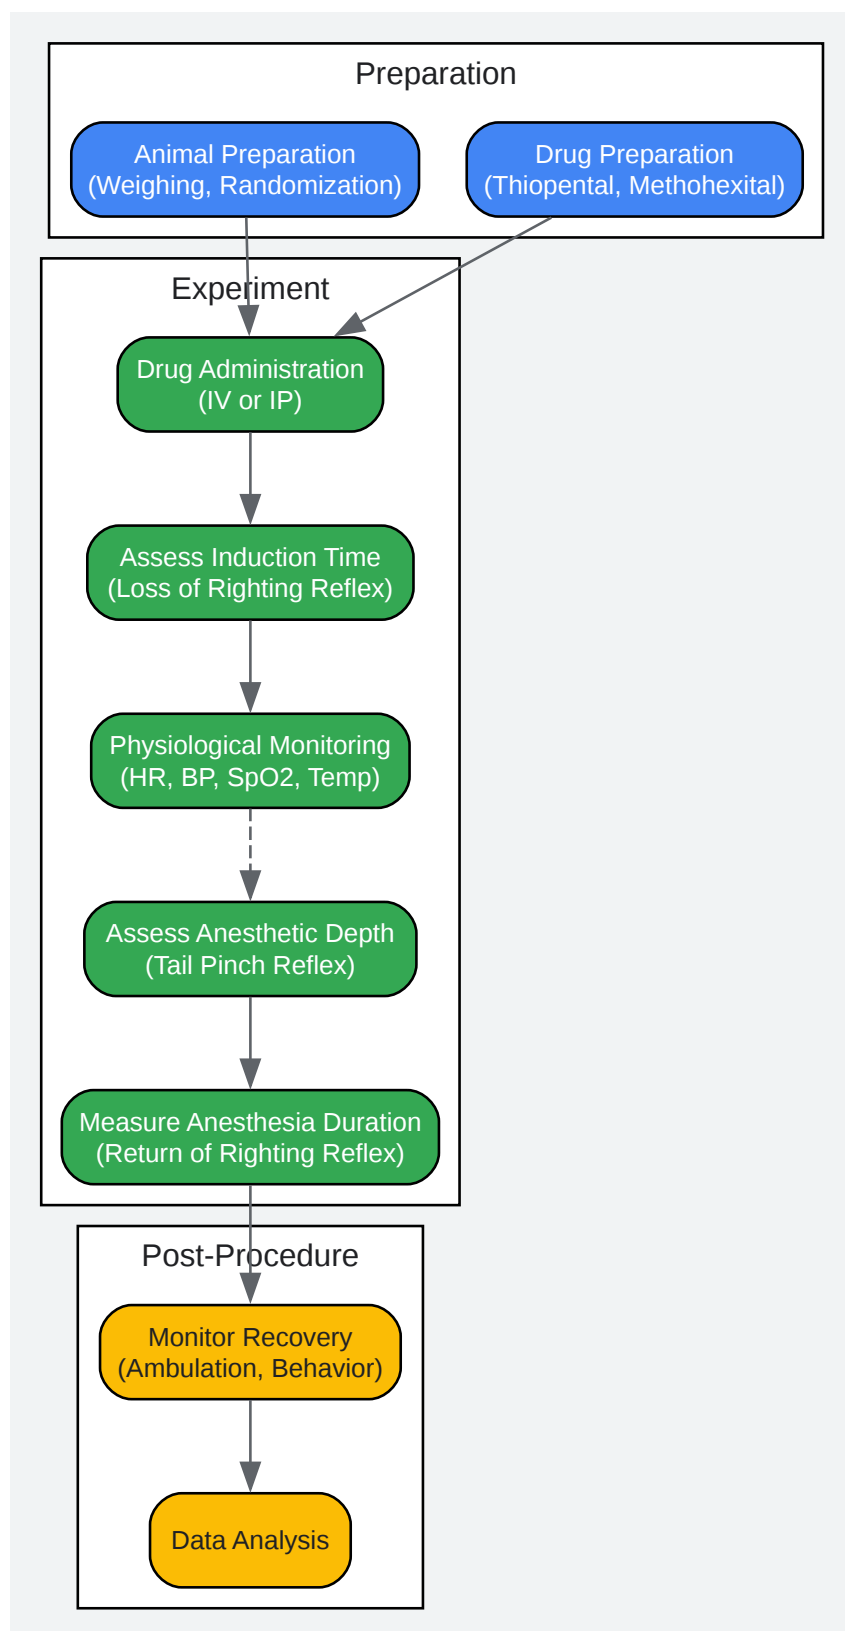 Preparation
Animal Preparation
(Weighing, Randomization)
Drug Preparation
(Thiopental, Methohexital)
Experiment
Drug Administration
(IV or IP)
Assess Induction Time
(Loss of Righting Reflex)
Physiological Monitoring
(HR, BP, SpO2, Temp)
Assess Anesthetic Depth
(Tail Pinch Reflex)
Measure Anesthesia Duration
(Return of Righting Reflex)
Post-Procedure
Monitor Recovery
(Ambulation, Behavior)
Data Analysis